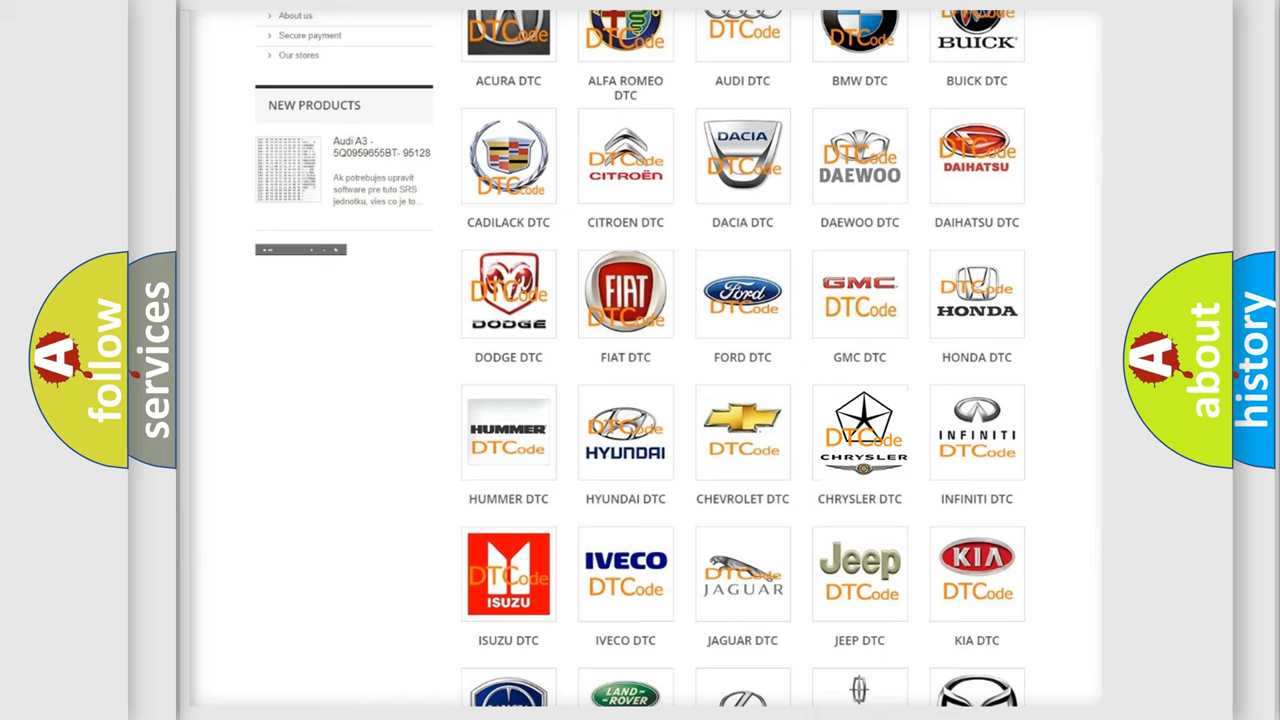 About us
Secure payment
Our stores
NEW PRODUCTS
Audi A3 -
5Q0959655BT- 95128
Ak potrebujes upravit
software pre tuto SRS
jednotku, vies co je to...
DTCode
DTCode
DTCode
DTCode
BUICK
ACURA DTC
ALFA ROMEO
DTC
AUDI DTC
BMW DTC
BUICK DTC
DTCode
DTCode
CITROËN
DACIA
DTCode
DTCode
DAEWOO
DTCode
DAIHATSU
CADILACK DTC
CITROEN DTC
DACIA DTC
DAEWOO DTC
DAIHATSU DTC
DTCode
DODGE
FIAT
DTCode
Ford
DTCode
GMC
DTCode
DTCode
HONDA
DODGE DTC
FIAT DTC
FORD DTC
GMC DTC
HONDA DTC
HUMMER
DTCode
DTCode
HYUNDAI
DTCode
DTCode
CHRYSLER
INFINITI
DTCode
HUMMER DTC
HYUNDAI DTC
CHEVROLET DTC
CHRYSLER DTC
INFINITI DTC
DTCode
ISUZU
IVECO
DTCode
DTCode
JAGUAR
Jeep
DTCode
KIA
DTCode
ISUZU DTC
IVECO DTC
JAGUAR DTC
JEEP DTC
KIA DTC
LAND-
ROVER
A
follow
services
A
about
history